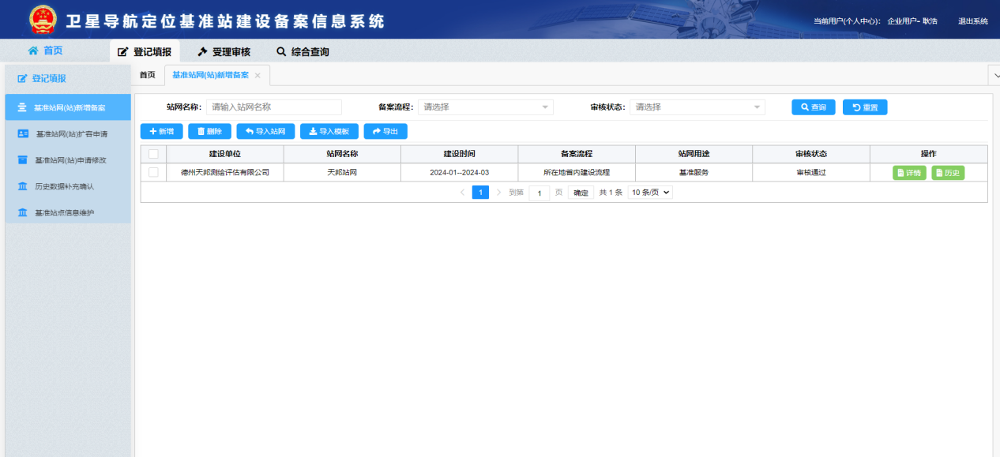 卫星导航定位基准站建设备案信息系统
当前用户(个人中心): 企业用户- 耿浩 退出系统
首页 登记填报 受理审核 综合查询
登记填报
基准站网(站)新增备案
基准站网(站)扩容申请
基准站网(站)申请修改
历史数据补充确认
基准站点信息维护
首页 基准站网(站)新增备案
站网名称: 请输入站网名称 备案流程: 请选择 审核状态: 请选择 查询 重置
新增 删除 导入站网 导入模板 导出
建设单位 站网名称 建设时间 备案流程 站网用途 审核状态 操作
德州天邦测绘评估有限公司 天邦站网 2024-01--2024-03 所在地省内建设流程 基准服务 审核通过 详情 历史
1 到第 1 页 确定 共 1 条 10 条/页